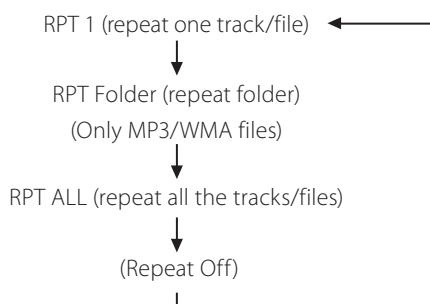 RPT 1 (repeat one track/file)
RPT Folder (repeat folder)
(Only MP3/WMA files)
RPT ALL (repeat all the tracks/files)
(Repeat Off)